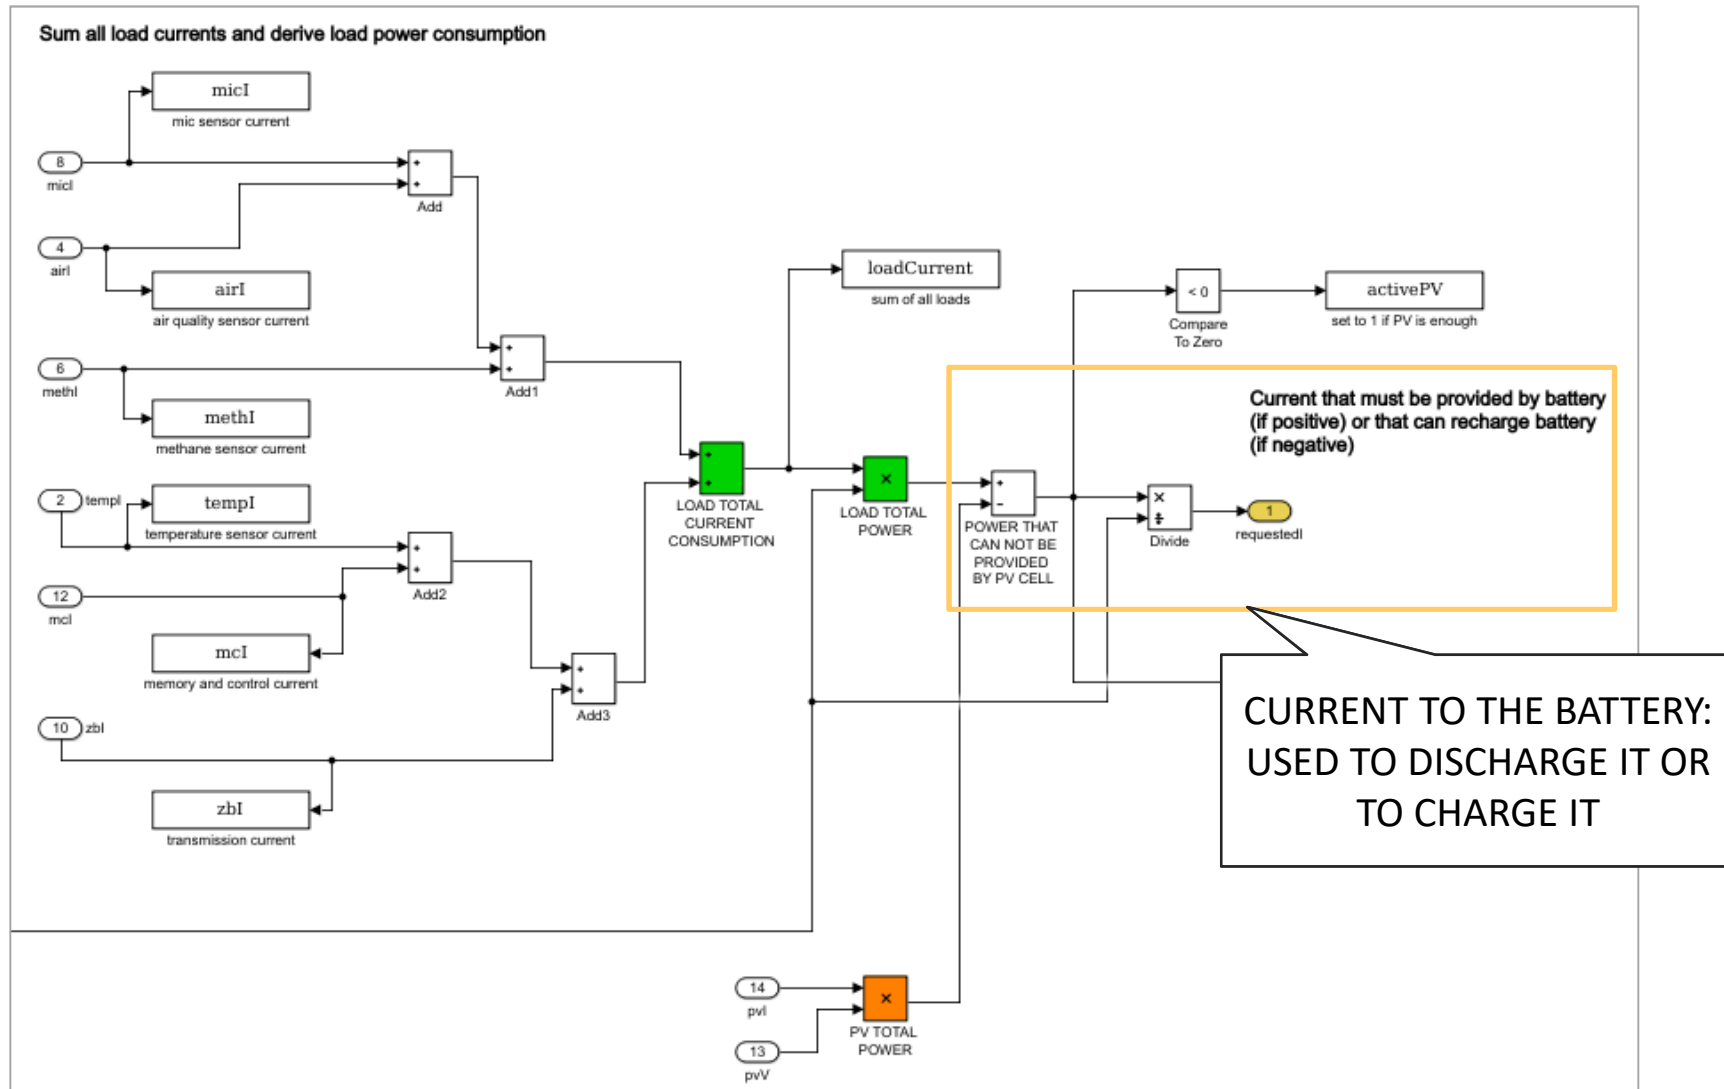 Sum all load currents and derive load power consumption
micI
mic sensor current
8
micI
+
+
Add
4
airI
airI
air quality sensor current
loadCurrent
sum of all loads
< 0
Compare
To Zero
activePV
set to 1 if PV is enough
+
+
Add1
6
methI
methI
methane sensor current
Current that must be provided by battery
(if positive) or that can recharge battery
(if negative)
+
+
LOAD TOTAL
CURRENT
CONSUMPTION
×
LOAD TOTAL
POWER
+
−
POWER THAT
CAN NOT BE
PROVIDED
BY PV CELL
×
÷
Divide
1
requestedI
2
tempI
tempI
temperature sensor current
+
+
Add2
12
mcI
mcI
memory and control current
+
+
Add3
10
zbI
zbI
transmission current
CURRENT TO THE BATTERY:
USED TO DISCHARGE IT OR
TO CHARGE IT
14
pvI
13
pvV
×
PV TOTAL
POWER